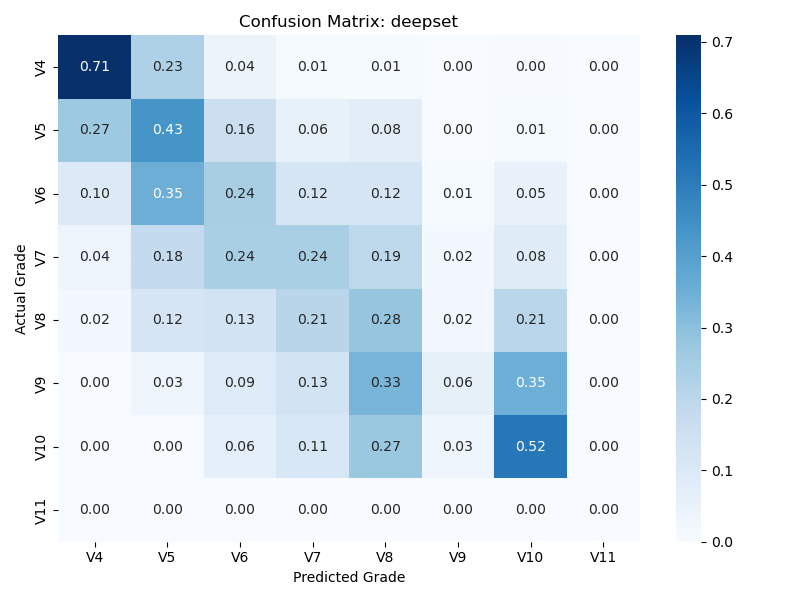 Confusion Matrix: deepset
V4 0.71 0.23 0.04 0.01 0.01 0.00 0.00 0.00
V5 0.27 0.43 0.16 0.06 0.08 0.00 0.01 0.00
V6 0.10 0.35 0.24 0.12 0.12 0.01 0.05 0.00
V7 0.04 0.18 0.24 0.24 0.19 0.02 0.08 0.00
V8 0.02 0.12 0.13 0.21 0.28 0.02 0.21 0.00
V9 0.00 0.03 0.09 0.13 0.33 0.06 0.35 0.00
V10 0.00 0.00 0.06 0.11 0.27 0.03 0.52 0.00
V11 0.00 0.00 0.00 0.00 0.00 0.00 0.00 0.00
V4 V5 V6 V7 V8 V9 V10 V11
Predicted Grade
Actual Grade
0.7
0.6
0.5
0.4
0.3
0.2
0.1
0.0